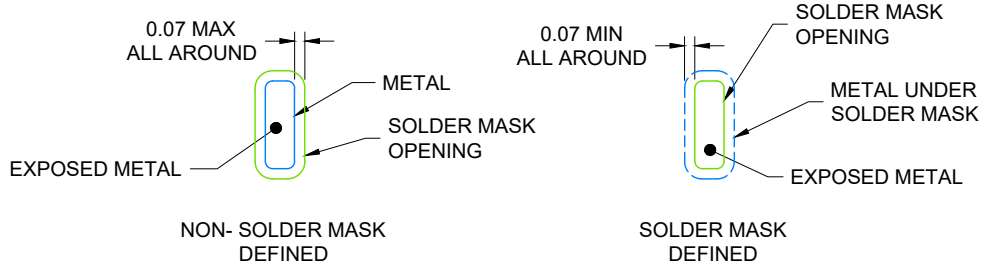 0.07 MAX
ALL AROUND
METAL
SOLDER MASK
OPENING
EXPOSED METAL
NON- SOLDER MASK
DEFINED
0.07 MIN
ALL AROUND
SOLDER MASK
OPENING
METAL UNDER
SOLDER MASK
EXPOSED METAL
SOLDER MASK
DEFINED